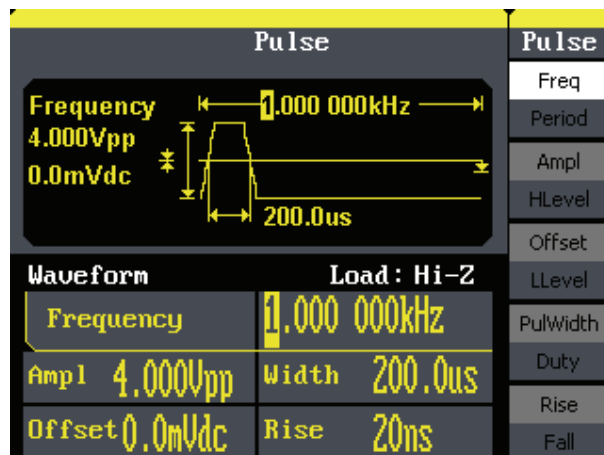 Pulse
Frequency
1.000 000kHz
4.000Vpp
0.0mVdc
200.0us
Waveform
Load: Hi-Z
Frequency
1.000 000kHz
Ampl 4.000Vpp
Width 200.0us
Offset 0.0mVdc
Rise 20ns
Pulse
Freq
Period
Ampl
HLevel
Offset
LLevel
PulWidth
Duty
Rise
Fall